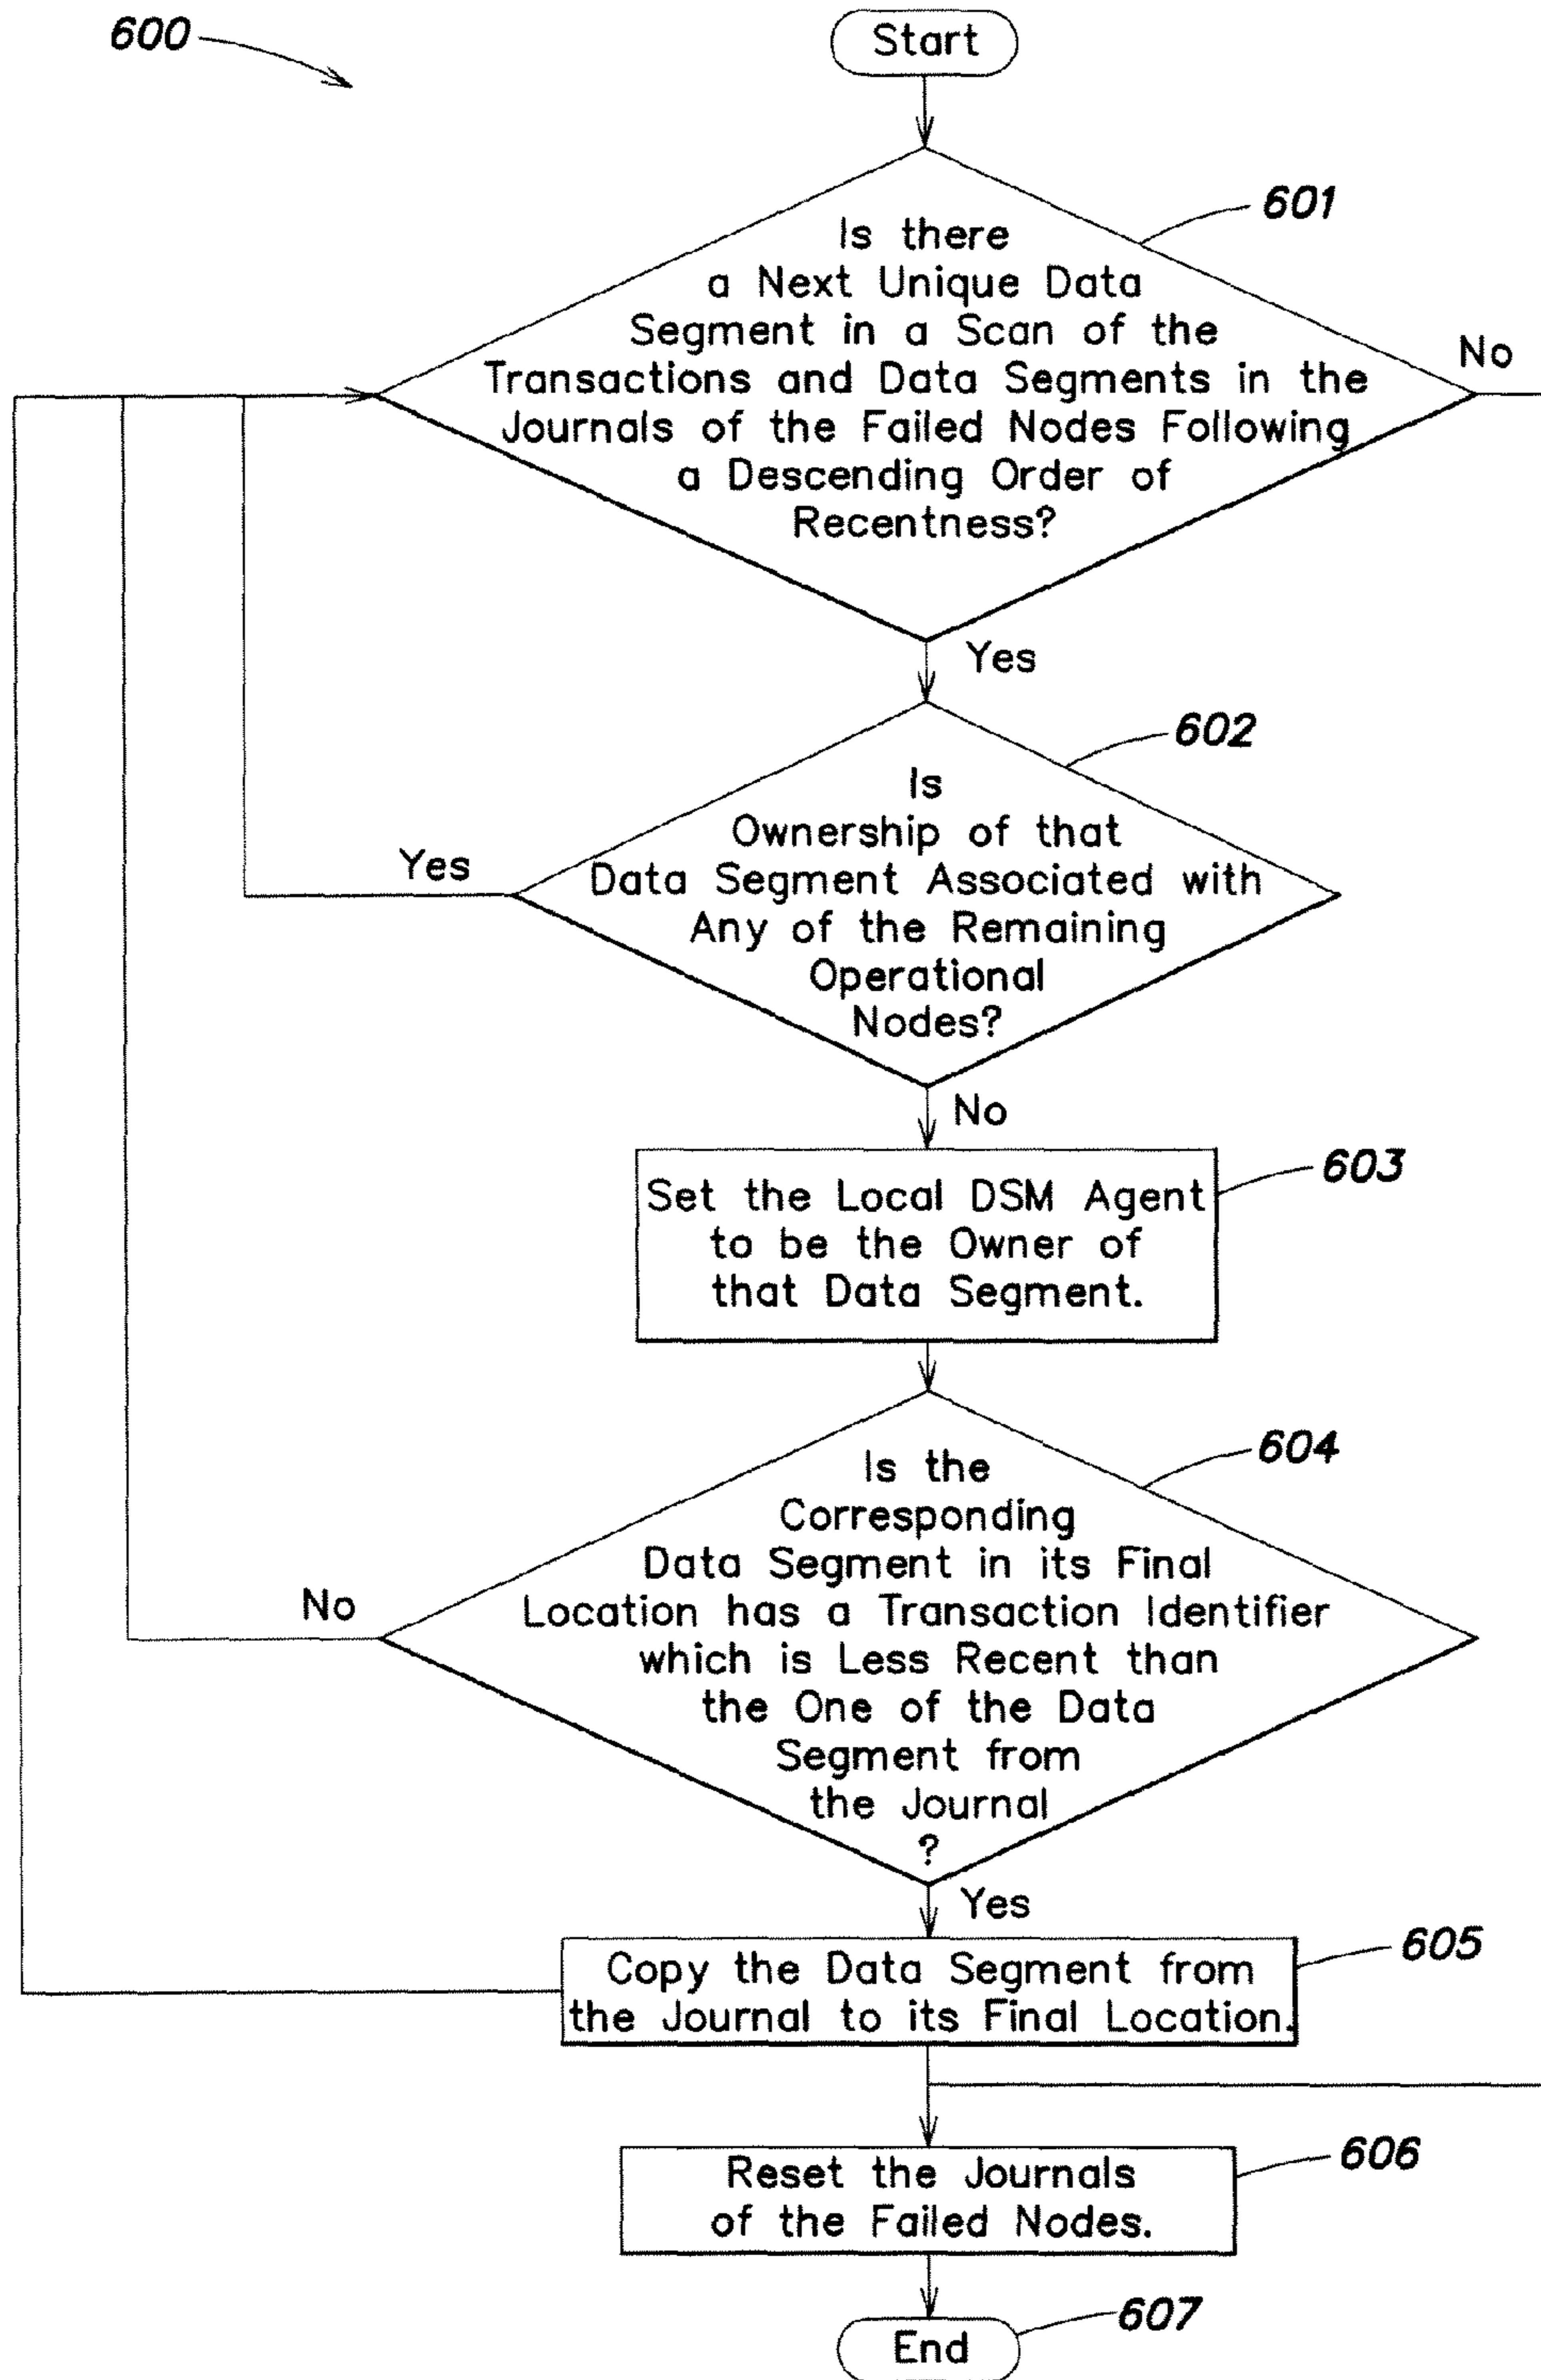 600
Start
601
Is there
a Next Unique Data
Segment in a Scan of the
Transactions and Data Segments in the
Journals of the Failed Nodes Following
a Descending Order of
Recentness?
No
Yes
602
Is
Ownership of that
Data Segment Associated with
Any of the Remaining
Operational
Nodes?
Yes
No
603
Set the Local DSM Agent
to be the Owner of
that Data Segment.
604
Is the
Corresponding
Data Segment in its Final
Location has a Transaction Identifier
which is Less Recent than
the One of the Data
Segment from
the Journal
?
No
Yes
605
Copy the Data Segment from
the Journal to its Final Location.
606
Reset the Journals
of the Failed Nodes.
607
End